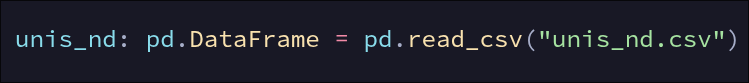 unis_nd: pd.DataFrame = pd.read_csv("unis_nd.csv")